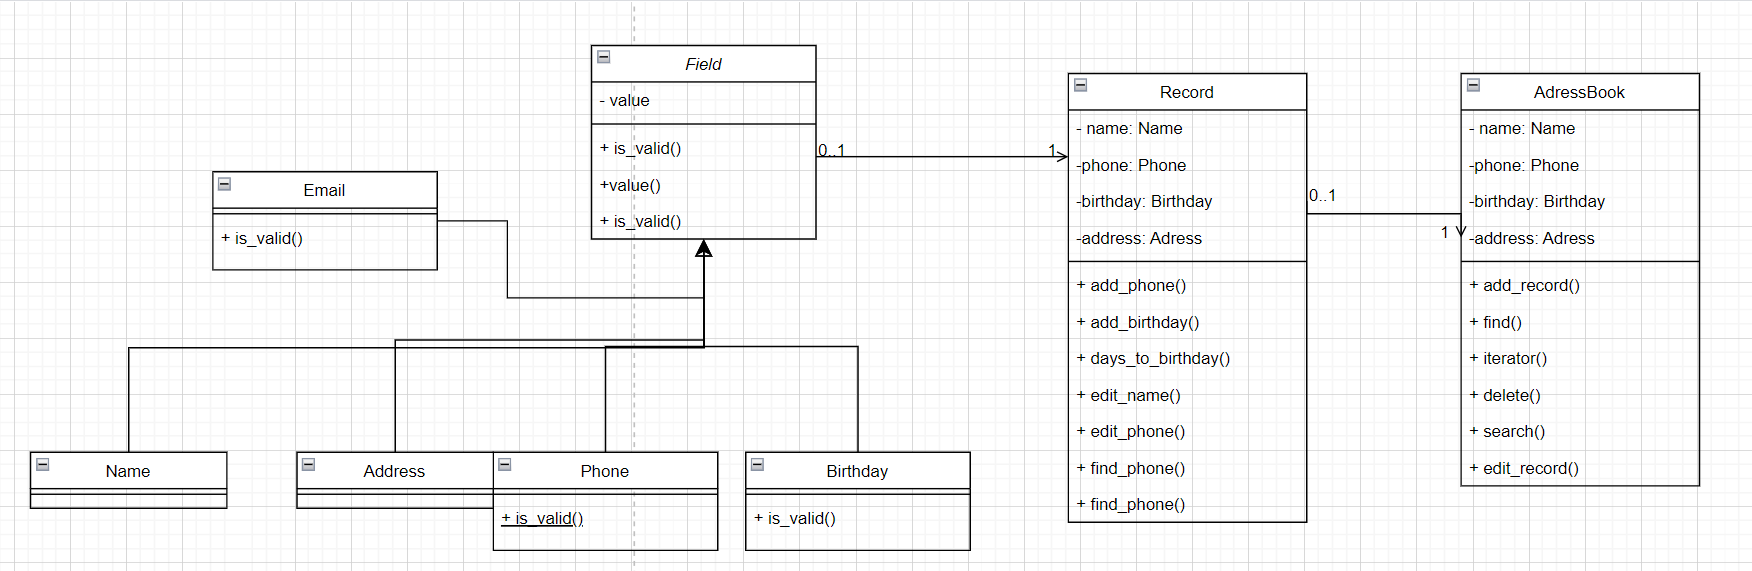 Field
- value
+ is_valid()
+value()
+ is_valid()
0..1
1
Email
+ is_valid()
Name
Address
Phone
+ is_valid()
Birthday
+ is_valid()
Record
- name: Name
-phone: Phone
-birthday: Birthday
-address: Adress
+ add_phone()
+ add_birthday()
+ days_to_birthday()
+ edit_name()
+ edit_phone()
+ find_phone()
+ find_phone()
0..1
1
AdressBook
- name: Name
-phone: Phone
-birthday: Birthday
-address: Adress
+ add_record()
+ find()
+ iterator()
+ delete()
+ search()
+ edit_record()